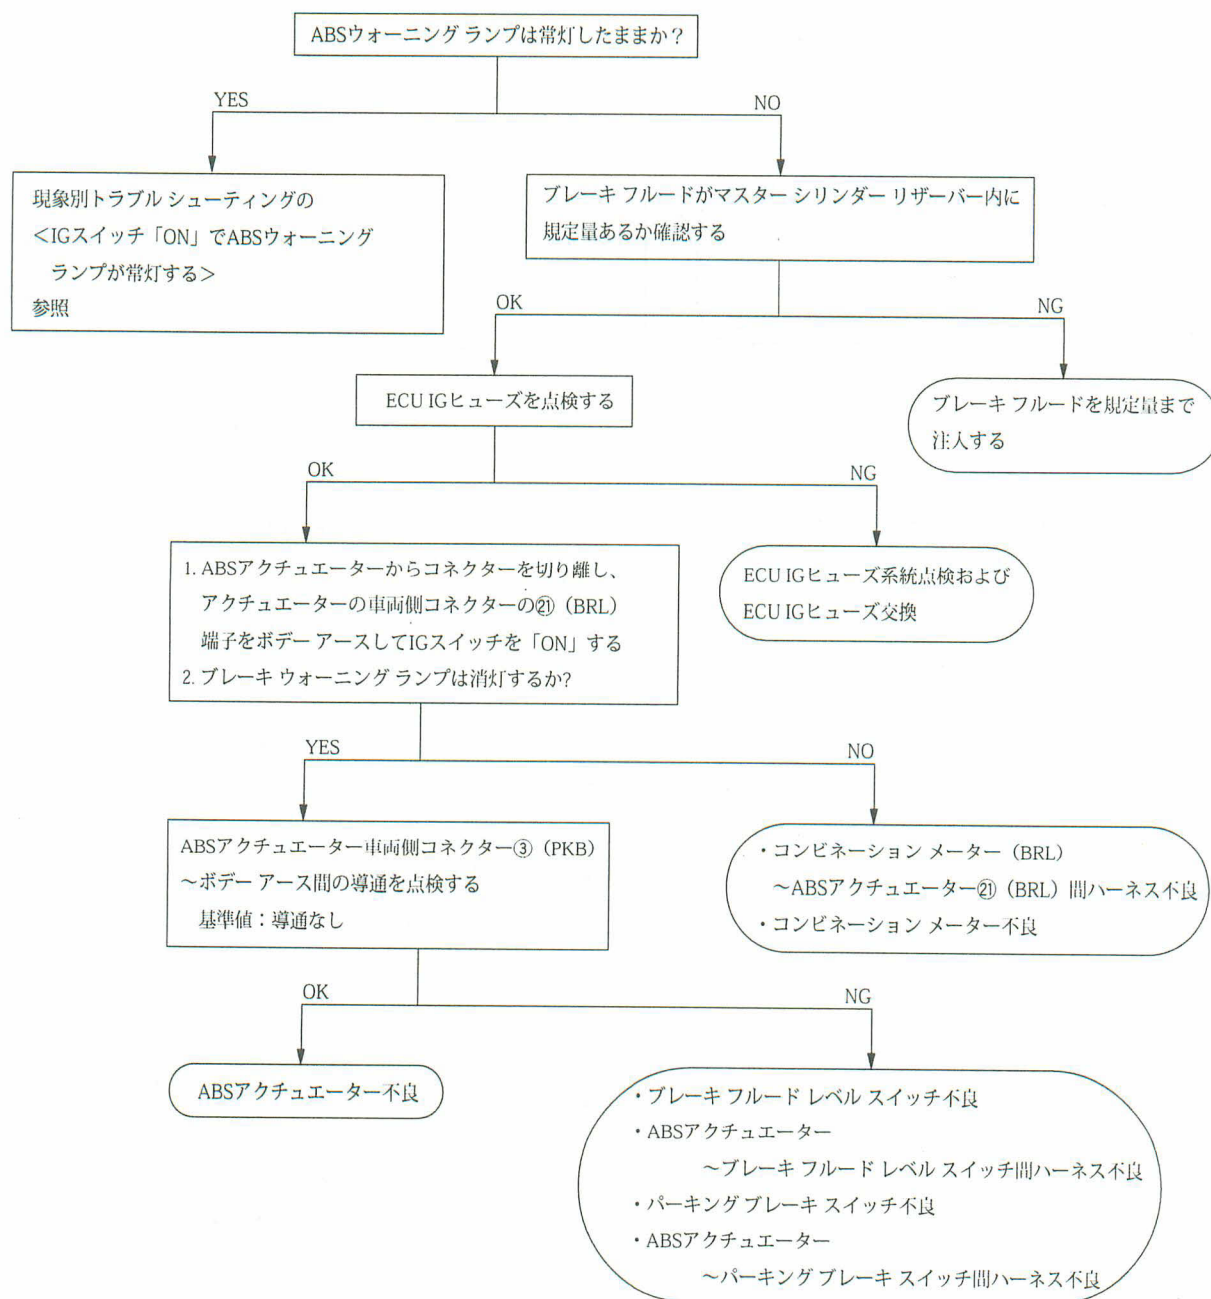 ABSウォーニング ランプは常灯したままか？
YES
NO
現象別トラブル シューティングの
＜IGスイッチ「ON」でABSウォーニング
ランプが常灯する＞
参照
ブレーキ フルードがマスター シリンダー リザーバー内に
規定量あるか確認する
OK
NG
ECU IGヒューズを点検する
ブレーキ フルードを規定量まで
注入する
OK
NG
1. ABSアクチュエーターからコネクターを切り離し、
アクチュエーターの車両側コネクターの㉑（BRL）
端子をボデー アースしてIGスイッチを「ON」する
2. ブレーキ ウォーニング ランプは消灯するか?
ECU IGヒューズ系統点検および
ECU IGヒューズ交換
YES
NO
ABSアクチュエーター車両側コネクター③（PKB）
～ボデー アース間の導通を点検する
基準値：導通なし
・コンビネーション メーター（BRL）
～ABSアクチュエーター㉑（BRL）間ハーネス不良
・コンビネーション メーター不良
OK
NG
ABSアクチュエーター不良
・ブレーキ フルード レベル スイッチ不良
・ABSアクチュエーター
～ブレーキ フルード レベル スイッチ間ハーネス不良
・パーキング ブレーキ スイッチ不良
・ABSアクチュエーター
～パーキング ブレーキ スイッチ間ハーネス不良